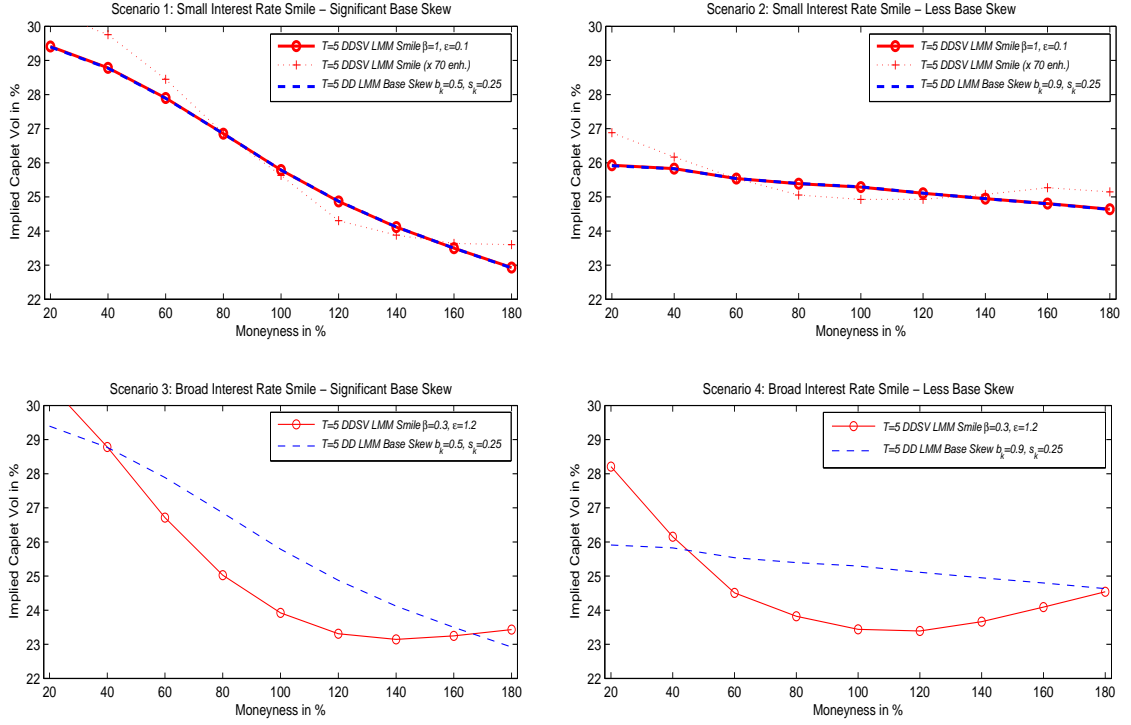 Scenario 1: Small Interest Rate Smile – Significant Base Skew
30
29
28
27
26
25
24
23
22
Implied Caplet Vol in %
T=5 DDSV LMM Smile β=1, ε=0.1
T=5 DDSV LMM Smile (x 70 enh.)
T=5 DD LMM Base Skew b_k=0.5, s_k=0.25
20 40 60 80 100 120 140 160 180
Moneyness in %
Scenario 2: Small Interest Rate Smile – Less Base Skew
30
29
28
27
26
25
24
23
22
Implied Caplet Vol in %
T=5 DDSV LMM Smile β=1, ε=0.1
T=5 DDSV LMM Smile (x 70 enh.)
T=5 DD LMM Base Skew b_k=0.9, s_k=0.25
20 40 60 80 100 120 140 160 180
Moneyness in %
Scenario 3: Broad Interest Rate Smile – Significant Base Skew
30
29
28
27
26
25
24
23
22
Implied Caplet Vol in %
T=5 DDSV LMM Smile β=0.3, ε=1.2
T=5 DD LMM Base Skew b_k=0.5, s_k=0.25
20 40 60 80 100 120 140 160 180
Moneyness in %
Scenario 4: Broad Interest Rate Smile – Less Base Skew
30
29
28
27
26
25
24
23
22
Implied Caplet Vol in %
T=5 DDSV LMM Smile β=0.3, ε=1.2
T=5 DD LMM Base Skew b_k=0.9, s_k=0.25
20 40 60 80 100 120 140 160 180
Moneyness in %